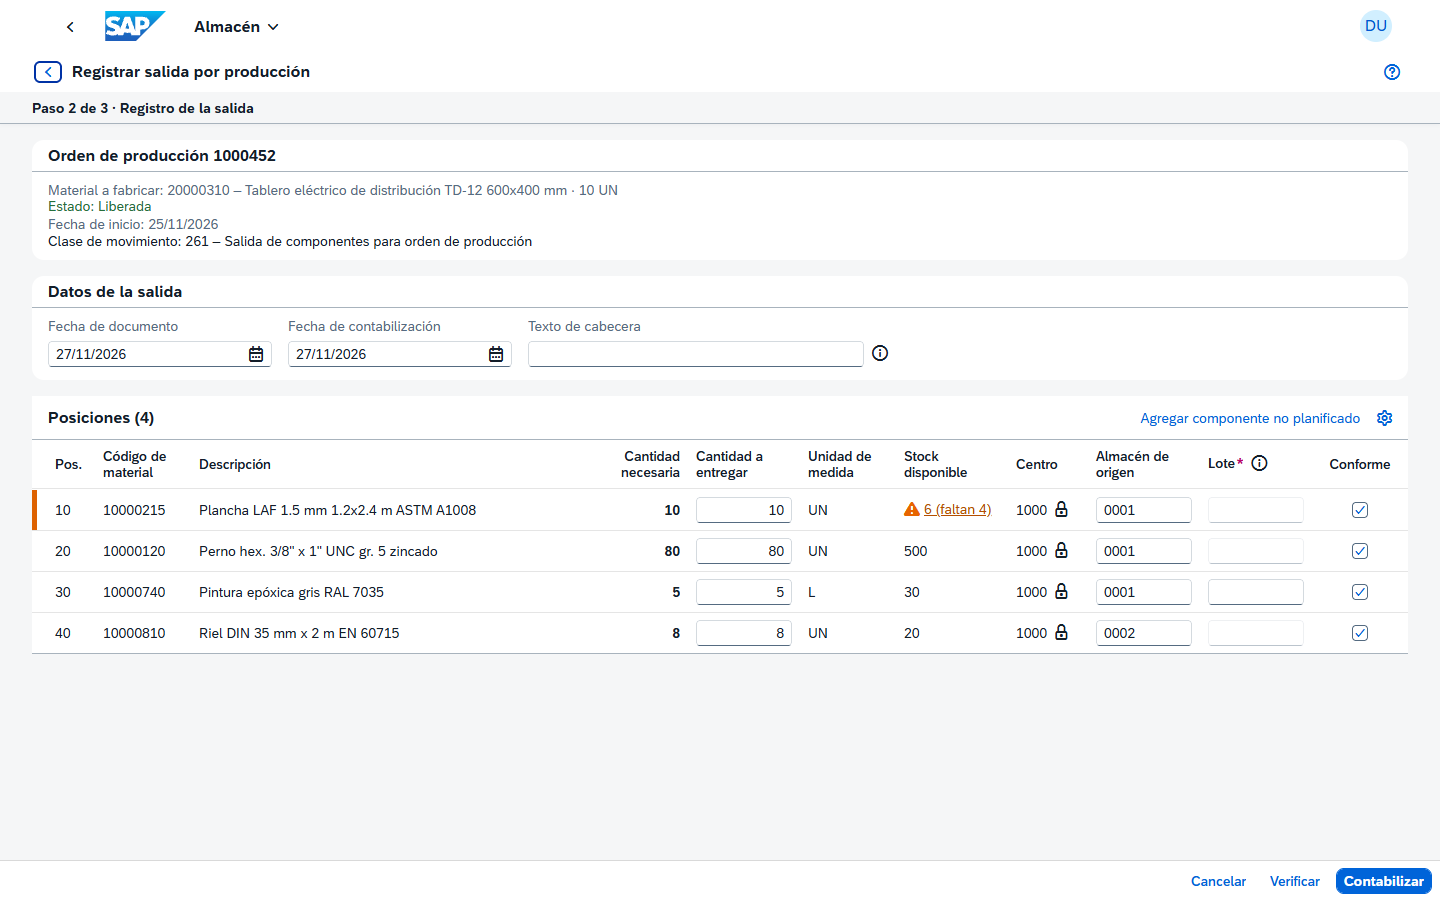 SAP
Almacén
DU
Registrar salida por producción
Paso 2 de 3 · Registro de la salida
Orden de producción 1000452
Material a fabricar: 20000310 – Tablero eléctrico de distribución TD-12 600x400 mm · 10 UN
Estado: Liberada
Fecha de inicio: 25/11/2026
Clase de movimiento: 261 – Salida de componentes para orden de producción
Datos de la salida
Fecha de documento Fecha de contabilización Texto de cabecera
27/11/2026 27/11/2026
Posiciones (4)
Agregar componente no planificado
Pos. Código de material Descripción Cantidad necesaria Cantidad a entregar Unidad de medida Stock disponible Centro Almacén de origen Lote* Conforme
10 10000215 Plancha LAF 1.5 mm 1.2x2.4 m ASTM A1008 10 10 UN 6 (faltan 4) 1000 0001
20 10000120 Perno hex. 3/8" x 1" UNC gr. 5 zincado 80 80 UN 500 1000 0001
30 10000740 Pintura epóxica gris RAL 7035 5 5 L 30 1000 0001
40 10000810 Riel DIN 35 mm x 2 m EN 60715 8 8 UN 20 1000 0002
Cancelar Verificar Contabilizar